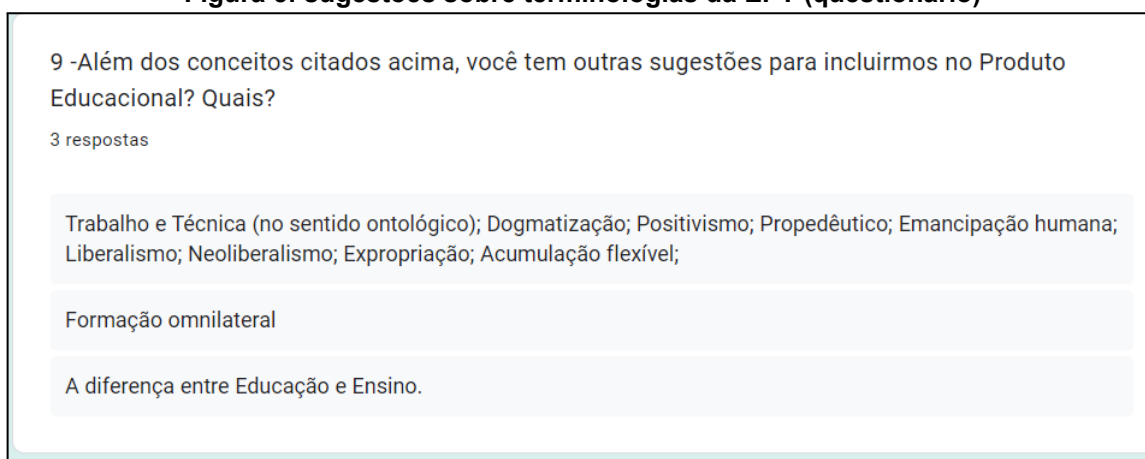 9 -Além dos conceitos citados acima, você tem outras sugestões para incluirmos no Produto
Educacional? Quais?
3 respostas
Trabalho e Técnica (no sentido ontológico); Dogmatização; Positivismo; Propedêutico; Emancipação humana;
Liberalismo; Neoliberalismo; Expropriação; Acumulação flexível;
Formação omnilateral
A diferença entre Educação e Ensino.